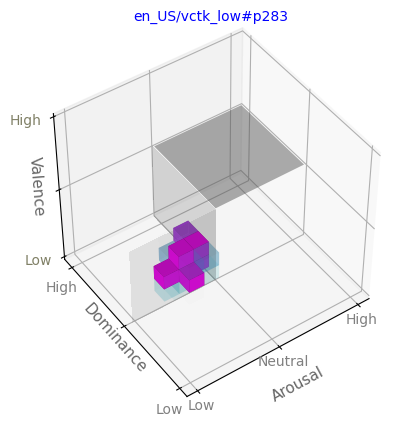 en_US/vctk_low#p283
High
Valence
Low
High
Dominance
Low
Low
Arousal
Neutral
High